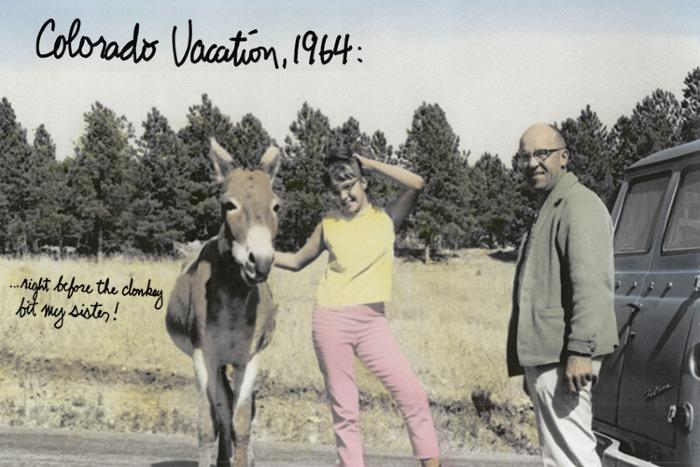 Colorado Vacation, 1964:
...right before the donkey
bit my sister!